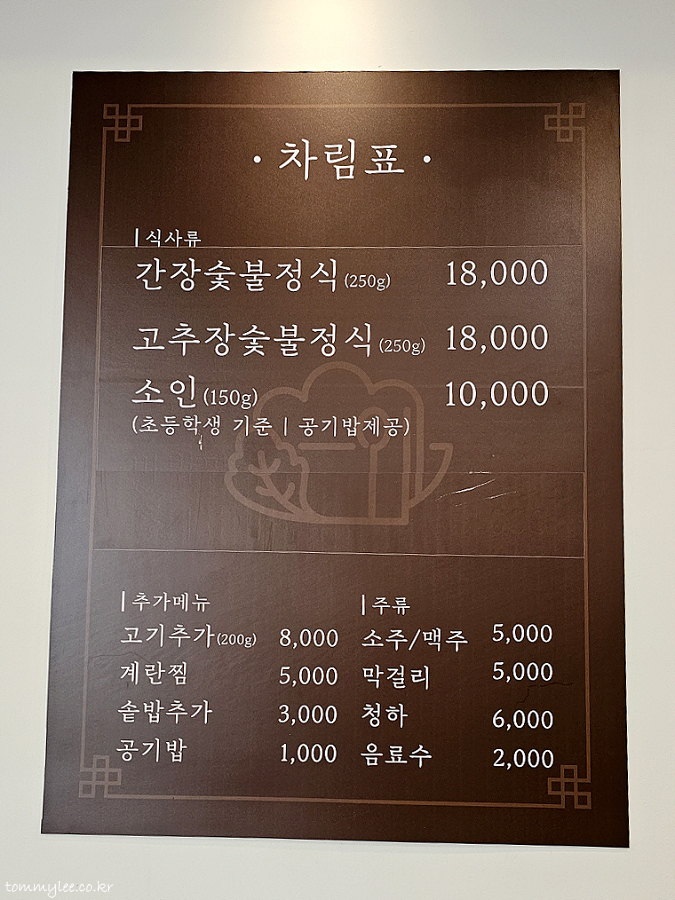 · 차림표 ·
| 식사류
간장숯불정식 (250g) 18,000
고추장숯불정식 (250g) 18,000
소인 (150g) 10,000
(초등학생 기준 | 공기밥제공)
| 추가메뉴
고기추가 (200g) 8,000
계란찜 5,000
솥밥추가 3,000
공기밥 1,000
| 주류
소주/맥주 5,000
막걸리 5,000
청하 6,000
음료수 2,000
tommylee.co.kr